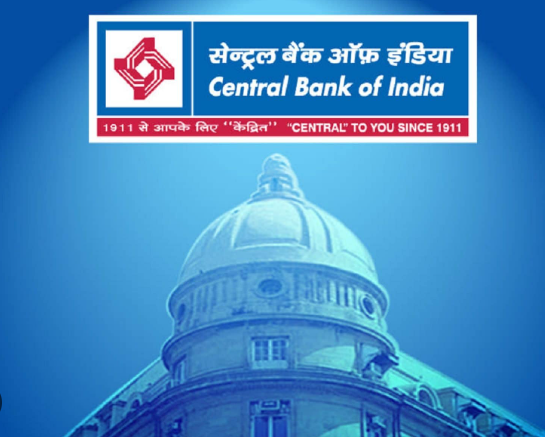 सेन्ट्रल बैंक ऑफ़ इंडिया
Central Bank of India
1911 से आपके लिए ‘‘केंद्रित’’ “CENTRAL” TO YOU SINCE 1911